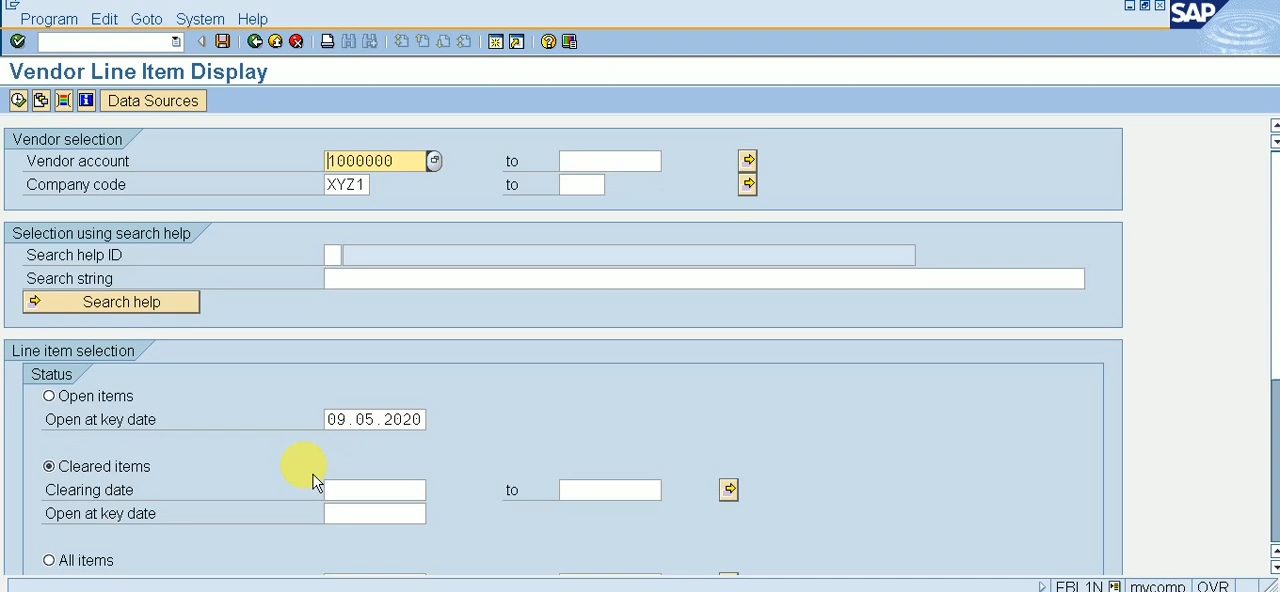 Program Edit Goto System Help
SAP
Vendor Line Item Display
Data Sources
Vendor selection
Vendor account 1000000 to
Company code XYZ1 to
Selection using search help
Search help ID
Search string
Search help
Line item selection
Status
Open items
Open at key date 09.05.2020
Cleared items
Clearing date to
Open at key date
All items
FBL1N mycomp OVR